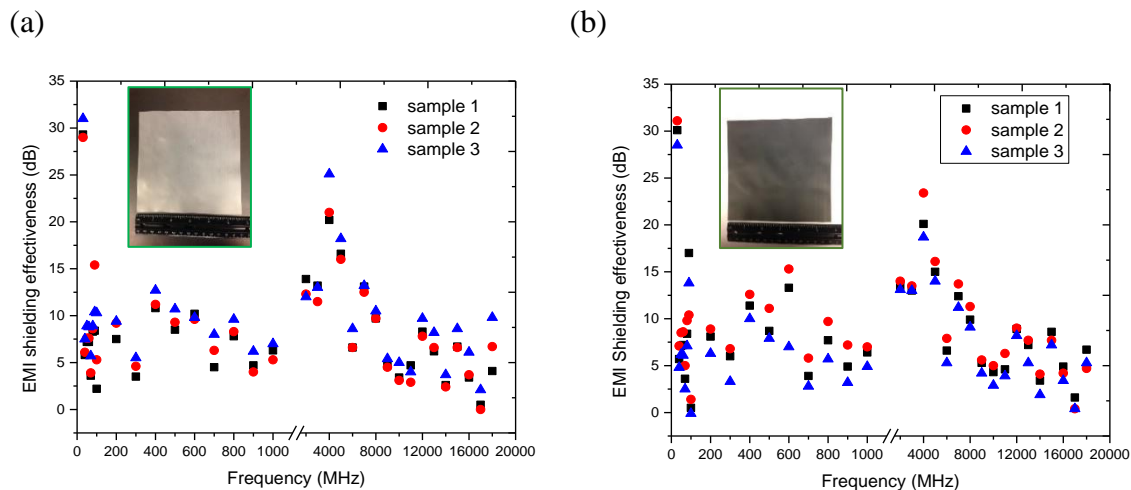 (a)
(b)
35
30
25
20
15
10
5
0
EMI shielding effectiveness (dB)
sample 1
sample 2
sample 3
0 200 400 600 800 1000 4000 8000 12000 16000 20000
Frequency (MHz)
35
30
25
20
15
10
5
0
EMI Shielding effectiveness (dB)
sample 1
sample 2
sample 3
0 200 400 600 800 1000 4000 8000 12000 16000 20000
Frequency (MHz)